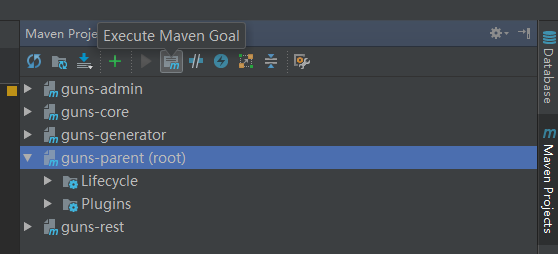 Maven Proje
Execute Maven Goal
guns-admin
guns-core
guns-generator
guns-parent (root)
Lifecycle
Plugins
guns-rest
Database
Maven Projects